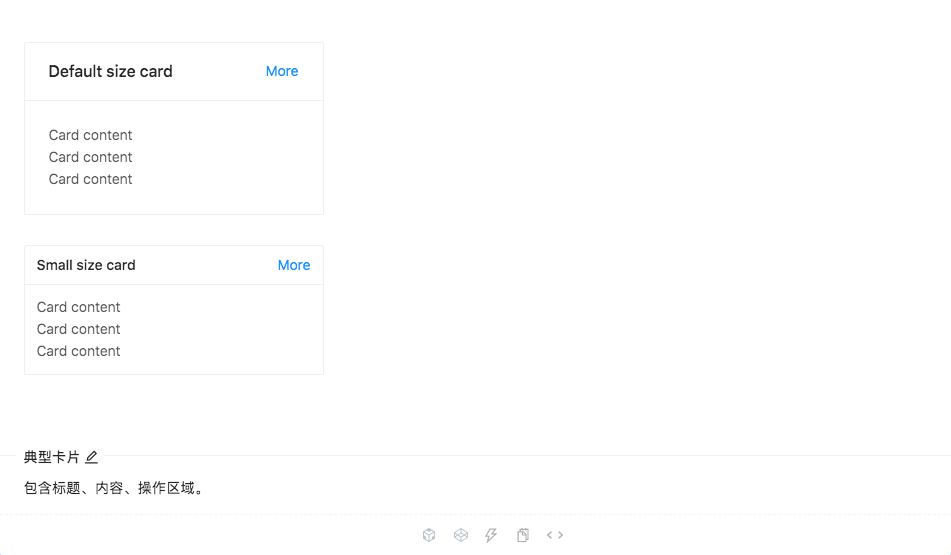 Default size card More
Card content
Card content
Card content
Small size card More
Card content
Card content
Card content
典型卡片
包含标题、内容、操作区域。